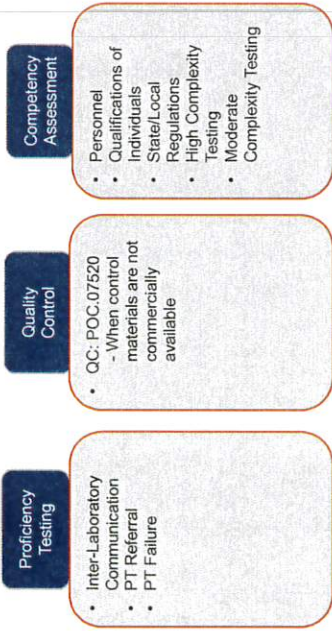 Proficiency
Testing
• Inter-Laboratory
Communication
• PT Referral
• PT Failure
Quality
Control
• QC: POC.07520
- When control
materials are not
commercially
available
Competency
Assessment
• Personnel
• Qualifications of
Individuals
• State/Local
Regulations
• High Complexity
Testing
• Moderate
Complexity Testing